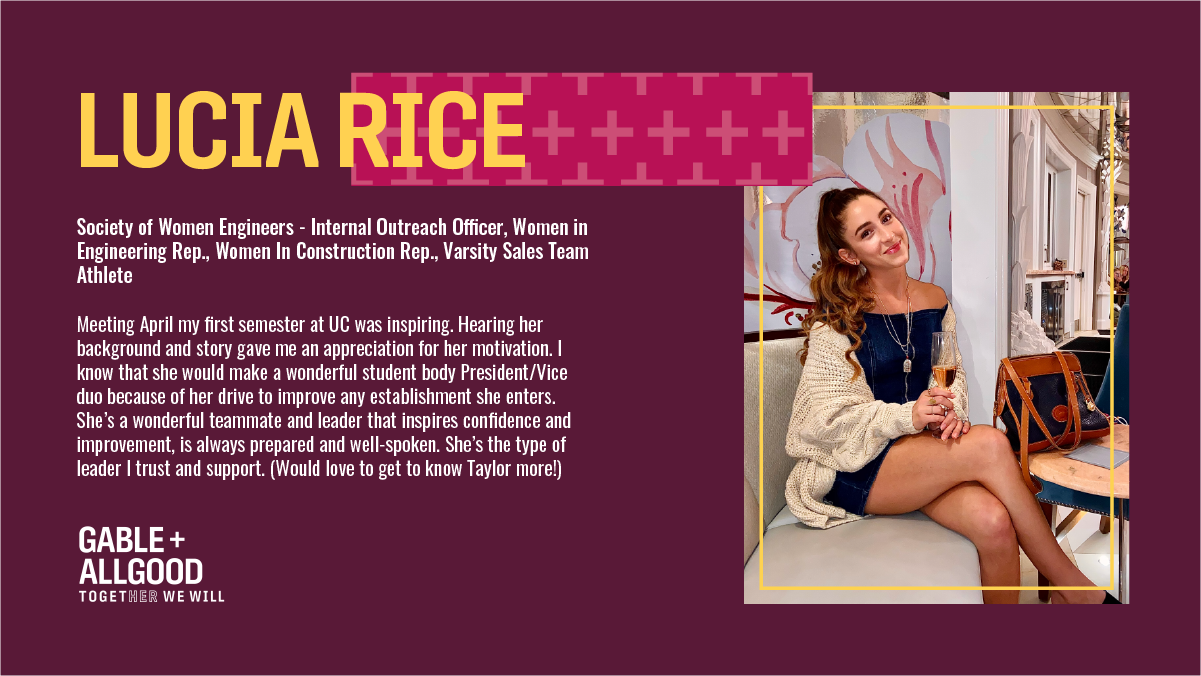 LUCIA RICE
Society of Women Engineers - Internal Outreach Officer, Women in
Engineering Rep., Women In Construction Rep., Varsity Sales Team
Athlete
Meeting April my first semester at UC was inspiring. Hearing her
background and story gave me an appreciation for her motivation. I
know that she would make a wonderful student body President/Vice
duo because of her drive to improve any establishment she enters.
She’s a wonderful teammate and leader that inspires confidence and
improvement, is always prepared and well-spoken. She’s the type of
leader I trust and support. (Would love to get to know Taylor more!)
GABLE +
ALLGOOD
TOGETHER WE WILL